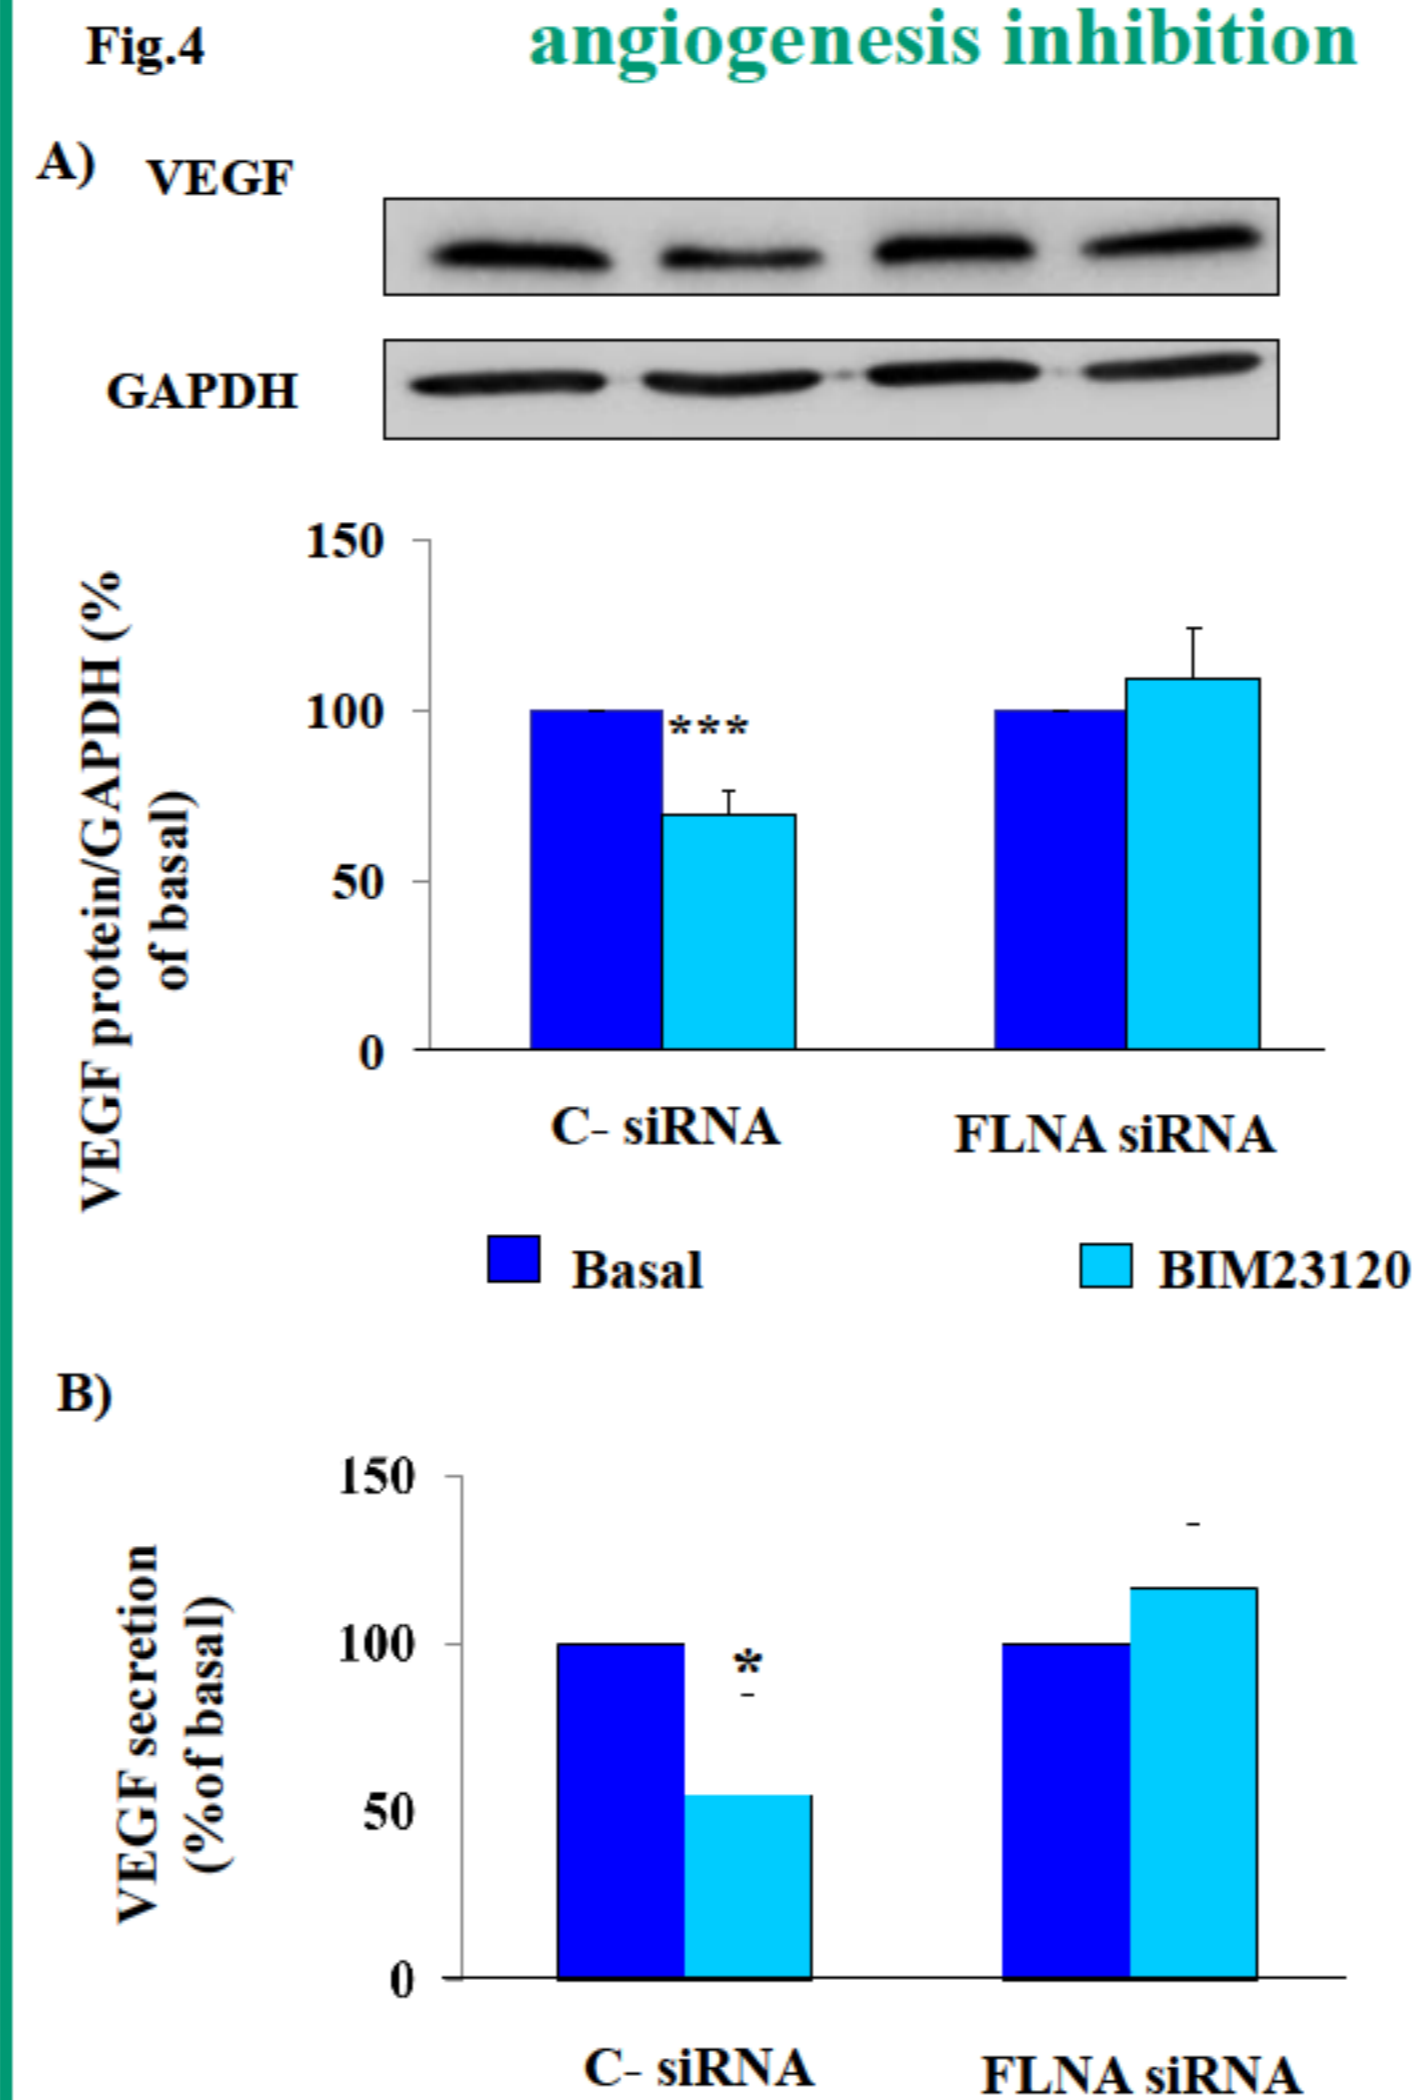 Fig.4
angiogenesis inhibition
A)
VEGF
GAPDH
150
100
50
0
VEGF protein/GAPDH (%
of basal)
***
C- siRNA
FLNA siRNA
Basal
BIM23120
B)
150
100
50
0
VEGF secretion
(%of basal)
*
C- siRNA
FLNA siRNA